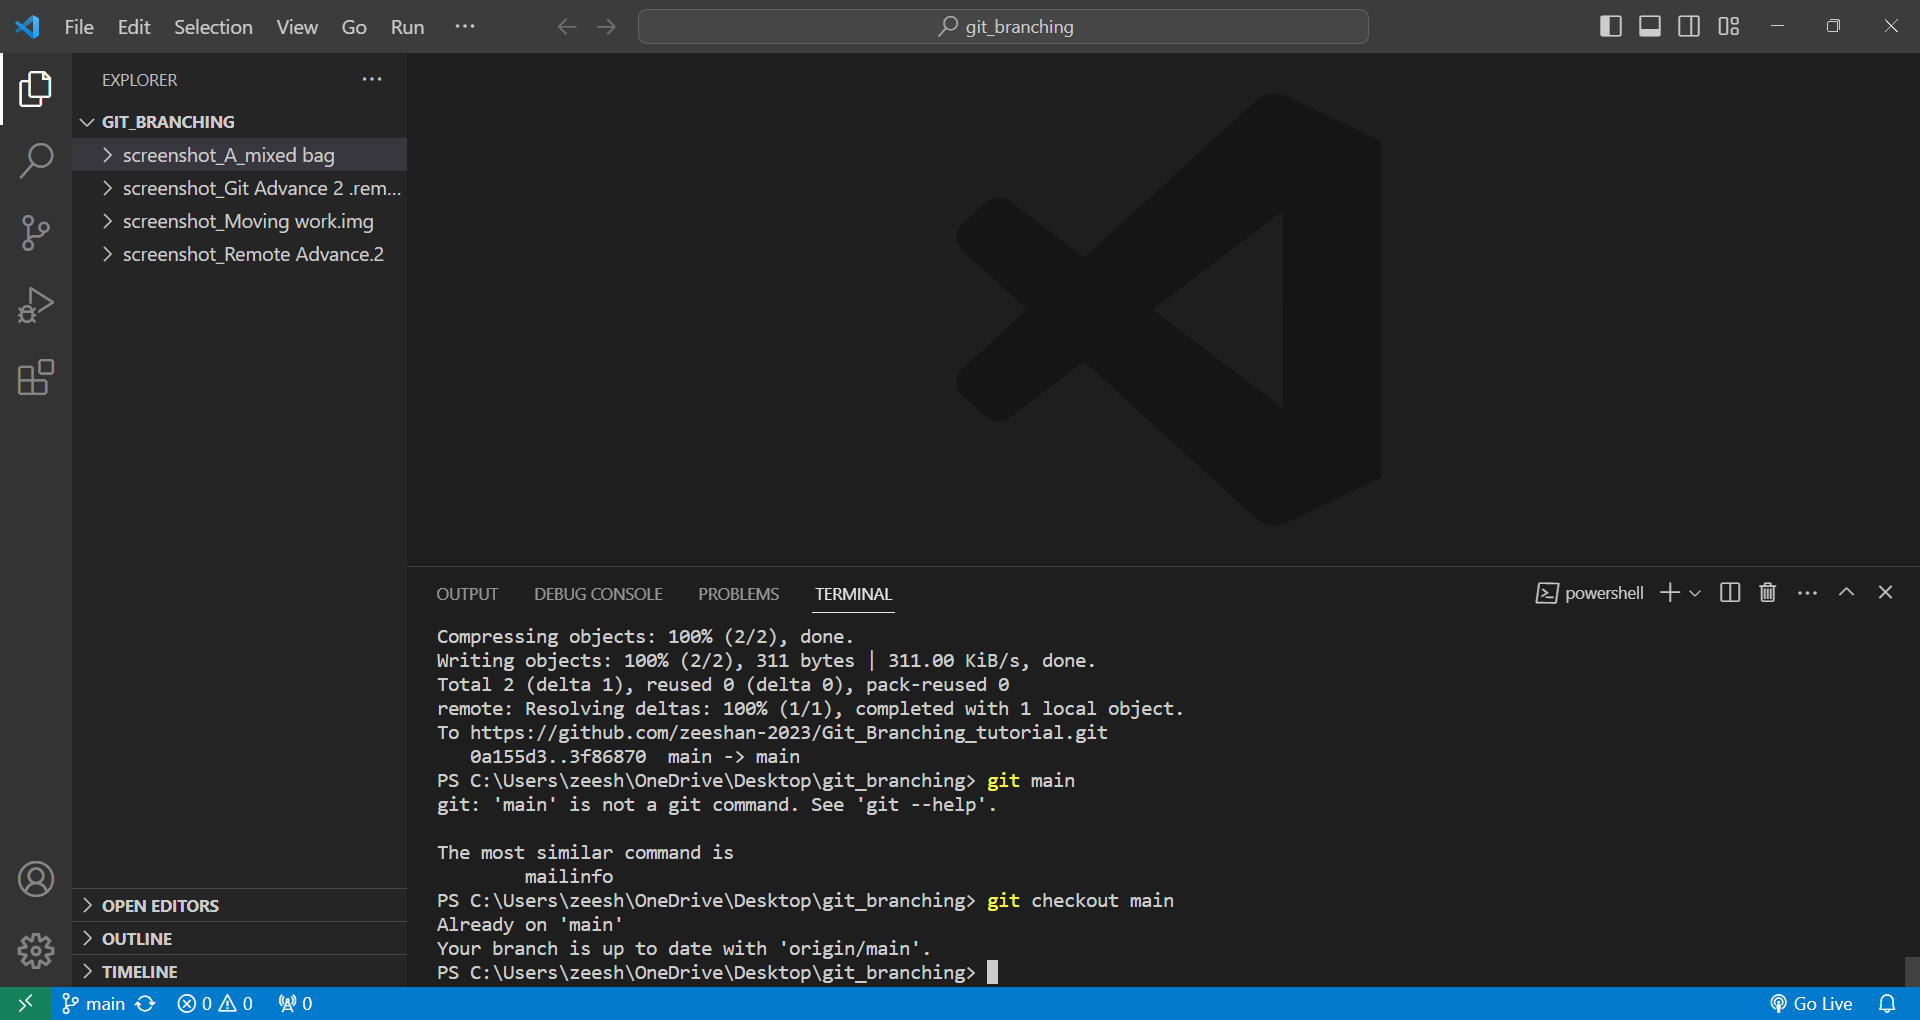 File Edit Selection View Go Run ···
git_branching
EXPLORER
GIT_BRANCHING
screenshot_A_mixed bag
screenshot_Git Advance 2 .rem...
screenshot_Moving work.img
screenshot_Remote Advance.2
OPEN EDITORS
OUTLINE
TIMELINE
OUTPUT DEBUG CONSOLE PROBLEMS TERMINAL
powershell
Compressing objects: 100% (2/2), done.
Writing objects: 100% (2/2), 311 bytes | 311.00 KiB/s, done.
Total 2 (delta 1), reused 0 (delta 0), pack-reused 0
remote: Resolving deltas: 100% (1/1), completed with 1 local object.
To https://github.com/zeeshan-2023/Git_Branching_tutorial.git
   0a155d3..3f86870  main -> main
PS C:\Users\zeesh\OneDrive\Desktop\git_branching> git main
git: 'main' is not a git command. See 'git --help'.
The most similar command is
        mailinfo
PS C:\Users\zeesh\OneDrive\Desktop\git_branching> git checkout main
Already on 'main'
Your branch is up to date with 'origin/main'.
PS C:\Users\zeesh\OneDrive\Desktop\git_branching>
main 0 0 0 Go Live